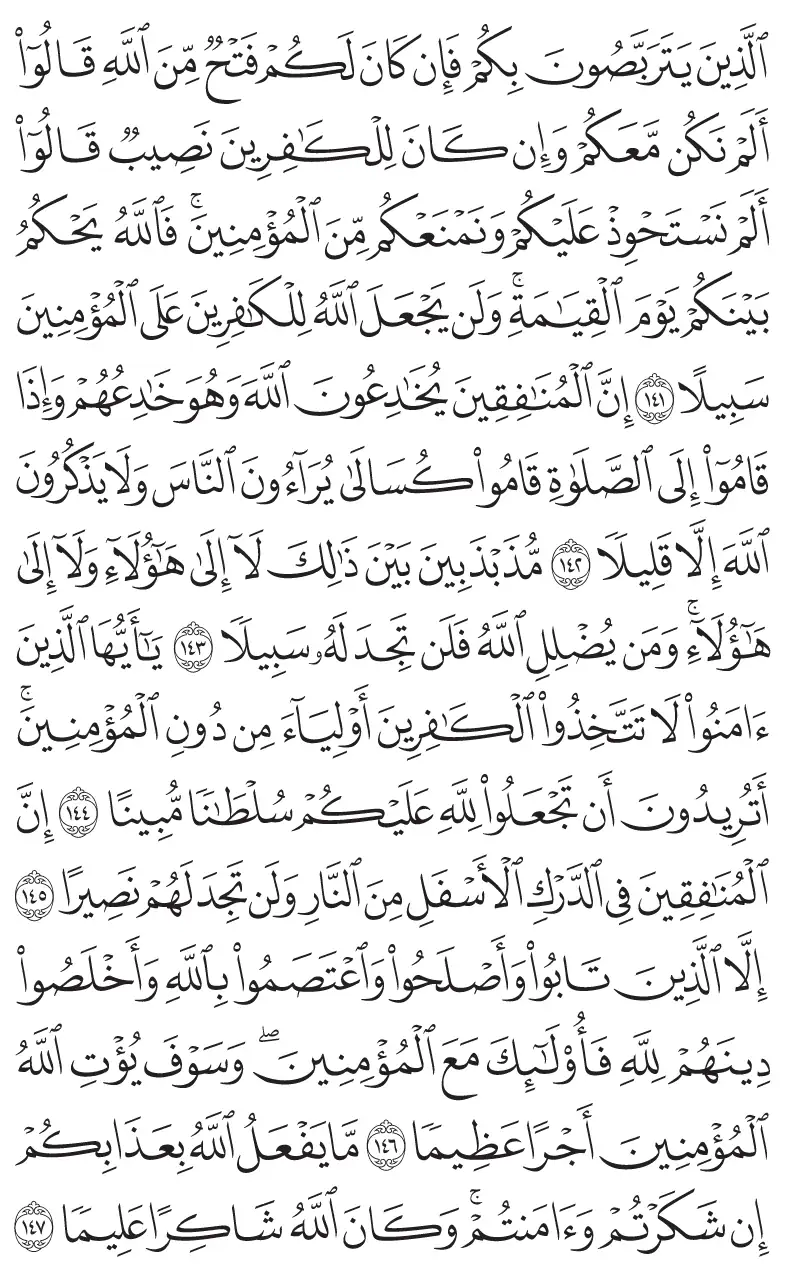 ٱلَّذِينَ يَتَرَبَّصُونَ بِكُمْ فَإِن كَانَ لَكُمْ فَتْحٌ مِّنَ ٱللَّهِ قَالُوٓا۟
أَلَمْ نَكُن مَّعَكُمْ وَإِن كَانَ لِلْكَٰفِرِينَ نَصِيبٌ قَالُوٓا۟
أَلَمْ نَسْتَحْوِذْ عَلَيْكُمْ وَنَمْنَعْكُم مِّنَ ٱلْمُؤْمِنِينَ ۚ فَٱللَّهُ يَحْكُمُ
بَيْنَكُمْ يَوْمَ ٱلْقِيَٰمَةِ ۚ وَلَن يَجْعَلَ ٱللَّهُ لِلْكَٰفِرِينَ عَلَى ٱلْمُؤْمِنِينَ
سَبِيلًا ١٤١ إِنَّ ٱلْمُنَٰفِقِينَ يُخَٰدِعُونَ ٱللَّهَ وَهُوَ خَٰدِعُهُمْ وَإِذَا
قَامُوٓا۟ إِلَى ٱلصَّلَوٰةِ قَامُوا۟ كُسَالَىٰ يُرَآءُونَ ٱلنَّاسَ وَلَا يَذْكُرُونَ
ٱللَّهَ إِلَّا قَلِيلًا ١٤٢ مُّذَبْذَبِينَ بَيْنَ ذَٰلِكَ لَآ إِلَىٰ هَٰٓؤُلَآءِ وَلَآ إِلَىٰ
هَٰٓؤُلَآءِ ۚ وَمَن يُضْلِلِ ٱللَّهُ فَلَن تَجِدَ لَهُۥ سَبِيلًا ١٤٣ يَٰٓأَيُّهَا ٱلَّذِينَ
ءَامَنُوا۟ لَا تَتَّخِذُوا۟ ٱلْكَٰفِرِينَ أَوْلِيَآءَ مِن دُونِ ٱلْمُؤْمِنِينَ ۚ
أَتُرِيدُونَ أَن تَجْعَلُوا۟ لِلَّهِ عَلَيْكُمْ سُلْطَٰنًا مُّبِينًا ١٤٤ إِنَّ
ٱلْمُنَٰفِقِينَ فِى ٱلدَّرْكِ ٱلْأَسْفَلِ مِنَ ٱلنَّارِ وَلَن تَجِدَ لَهُمْ نَصِيرًا ١٤٥
إِلَّا ٱلَّذِينَ تَابُوا۟ وَأَصْلَحُوا۟ وَٱعْتَصَمُوا۟ بِٱللَّهِ وَأَخْلَصُوا۟
دِينَهُمْ لِلَّهِ فَأُو۟لَٰٓئِكَ مَعَ ٱلْمُؤْمِنِينَ ۖ وَسَوْفَ يُؤْتِ ٱللَّهُ
ٱلْمُؤْمِنِينَ أَجْرًا عَظِيمًا ١٤٦ مَّا يَفْعَلُ ٱللَّهُ بِعَذَابِكُمْ
إِن شَكَرْتُمْ وَءَامَنتُمْ ۚ وَكَانَ ٱللَّهُ شَاكِرًا عَلِيمًا ١٤٧